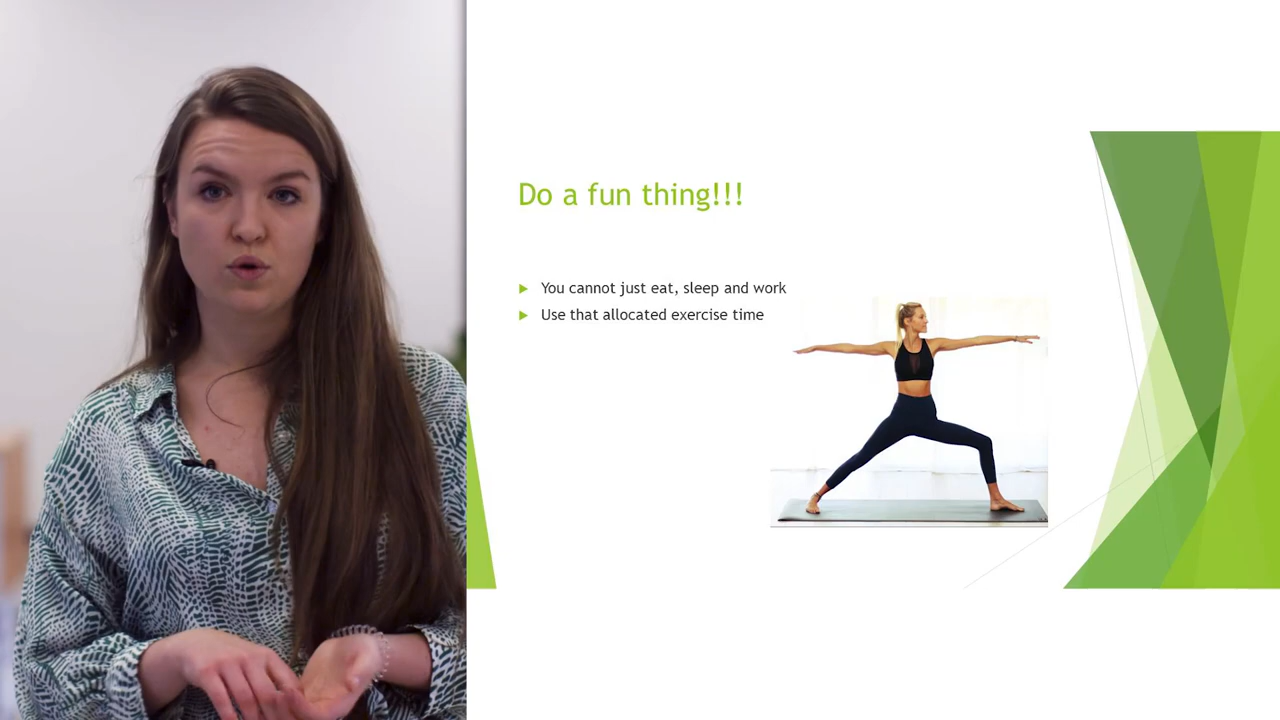 Do a fun thing!!!
You cannot just eat, sleep and work
Use that allocated exercise time